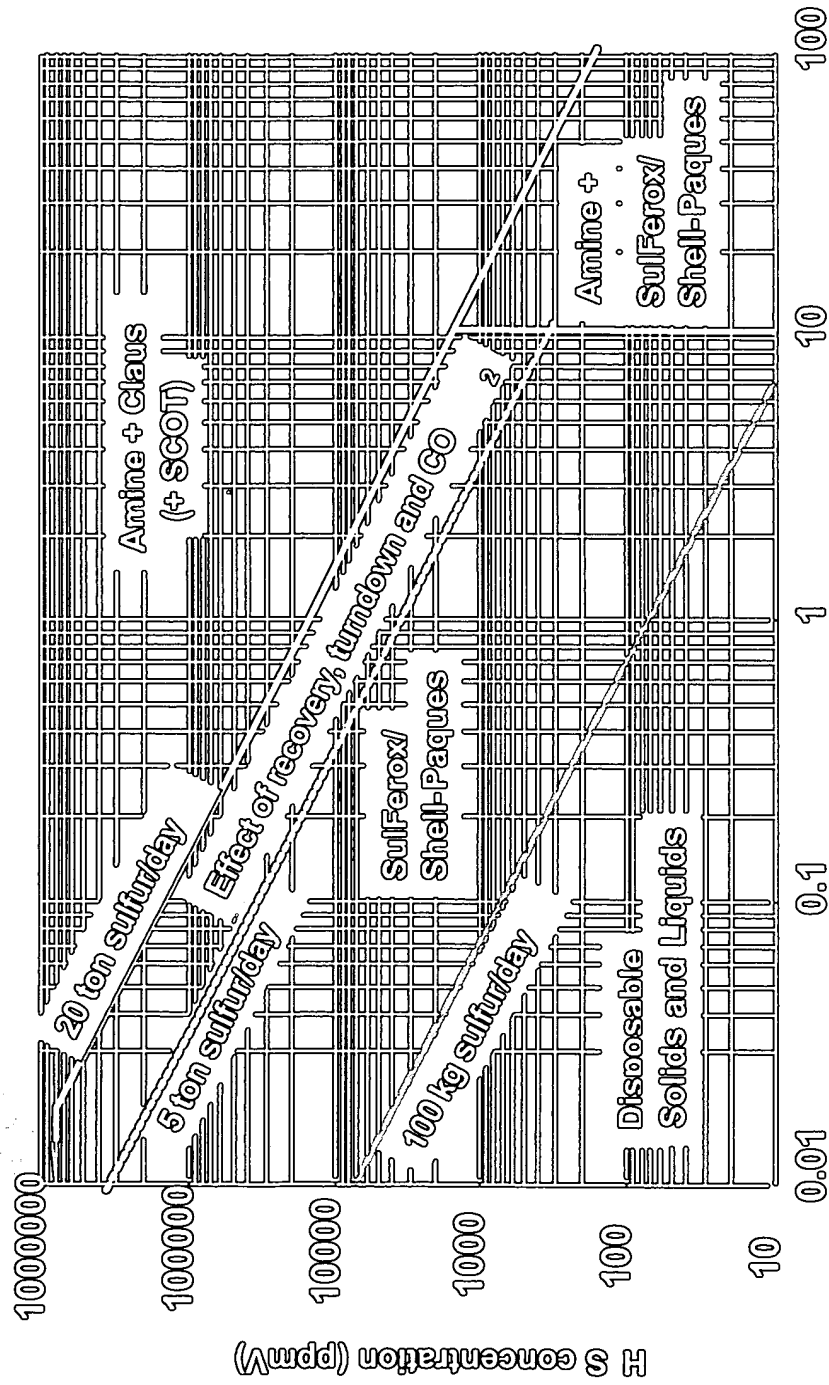 H S concentration (ppmV)
1000000
100000
10000
1000
100
10
0.01
0.1
1
10
100
20 ton sulfur/day
5 ton sulfur/day
100 kg sulfur/day
Amine + Claus
(+ SCOT)
Effect of recovery, turndown and CO
2
SulFerox/
Shell-Paques
Disposable
Solids and Liquids
Amine +
SulFerox/
Shell-Paques